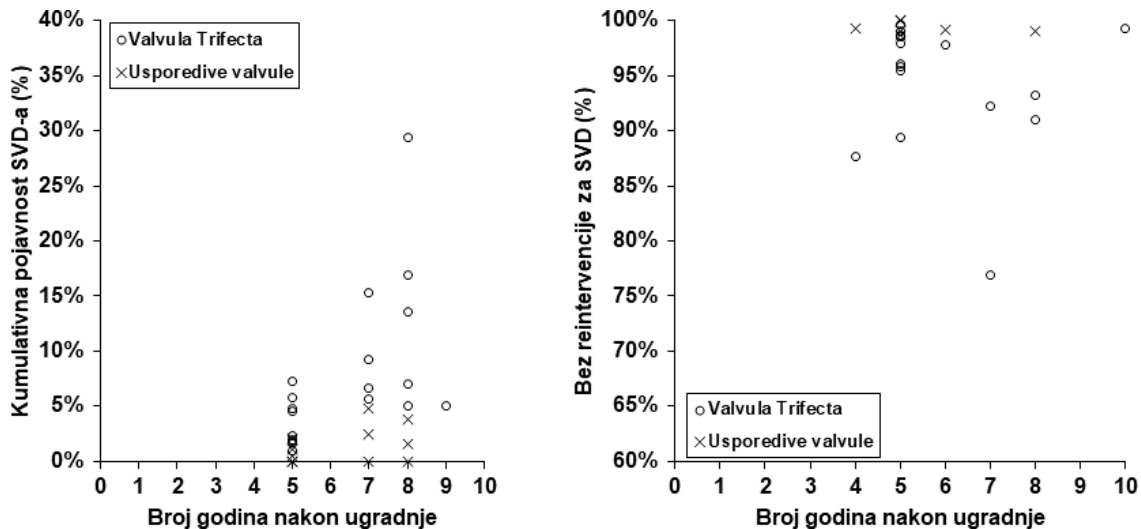 Kumulativna pojavnost SVD-a (%)
40%
35%
30%
25%
20%
15%
10%
5%
0%
Valvula Trifecta
Usporedive valvule
0 1 2 3 4 5 6 7 8 9 10
Broj godina nakon ugradnje
Bez reintervencije za SVD (%)
100%
95%
90%
85%
80%
75%
70%
65%
60%
Valvula Trifecta
Usporedive valvule
0 1 2 3 4 5 6 7 8 9 10
Broj godina nakon ugradnje